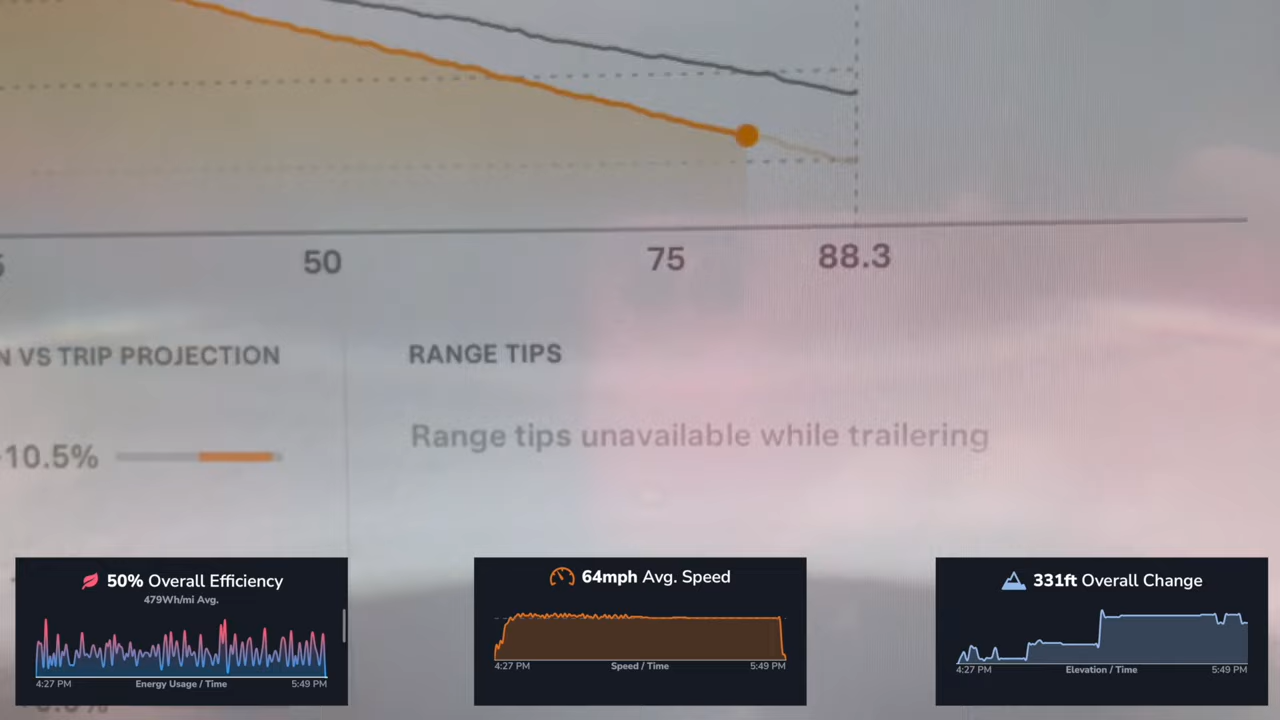 50
75
88.3
VS TRIP PROJECTION
RANGE TIPS
10.5%
Range tips unavailable while trailering
50% Overall Efficiency
479Wh/mi Avg.
4:27 PM
Energy Usage / Time
5:49 PM
64mph Avg. Speed
4:27 PM
Speed / Time
5:49 PM
331ft Overall Change
4:27 PM
Elevation / Time
5:49 PM